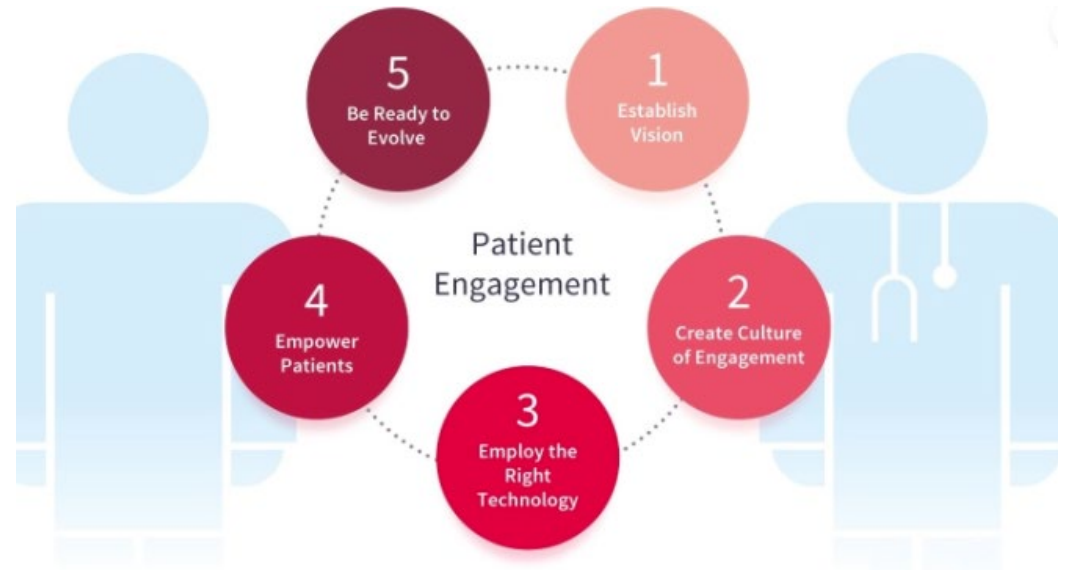 Patient
Engagement
1
Establish
Vision
2
Create Culture
of Engagement
3
Employ the
Right
Technology
4
Empower
Patients
5
Be Ready to
Evolve